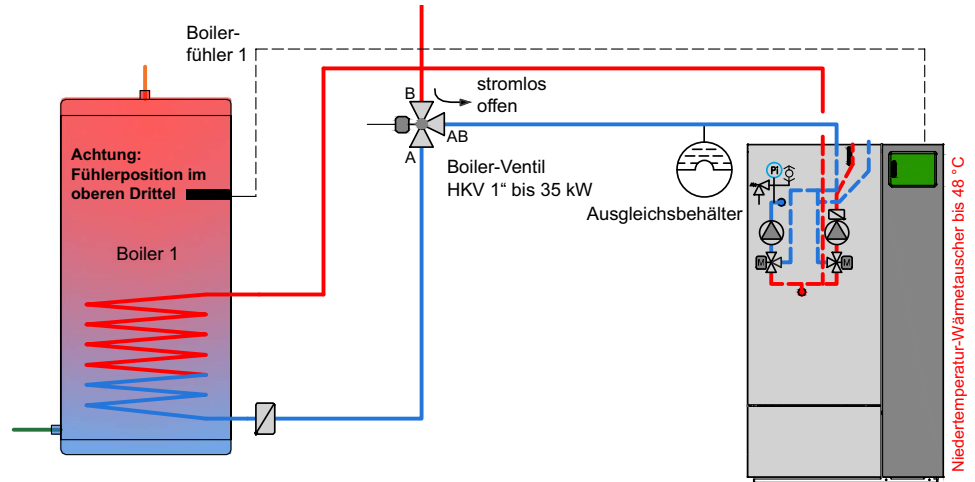 Boiler-
fühler 1
B
stromlos
offen
AB
A
Boiler-Ventil
HKV 1“ bis 35 kW
Ausgleichsbehälter
Achtung:
Fühlerposition im
oberen Drittel
Boiler 1
Pi
M
M
Niedertemperatur-Wärmetauscher bis 48 °C